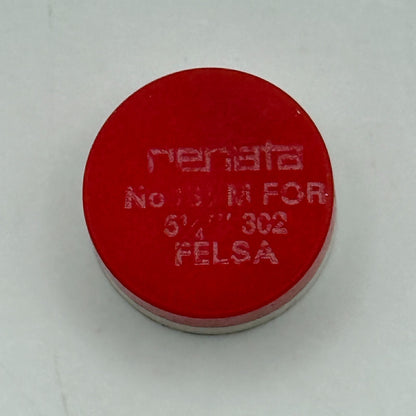 renata
No M FOR
5¼''' 302
FELSA